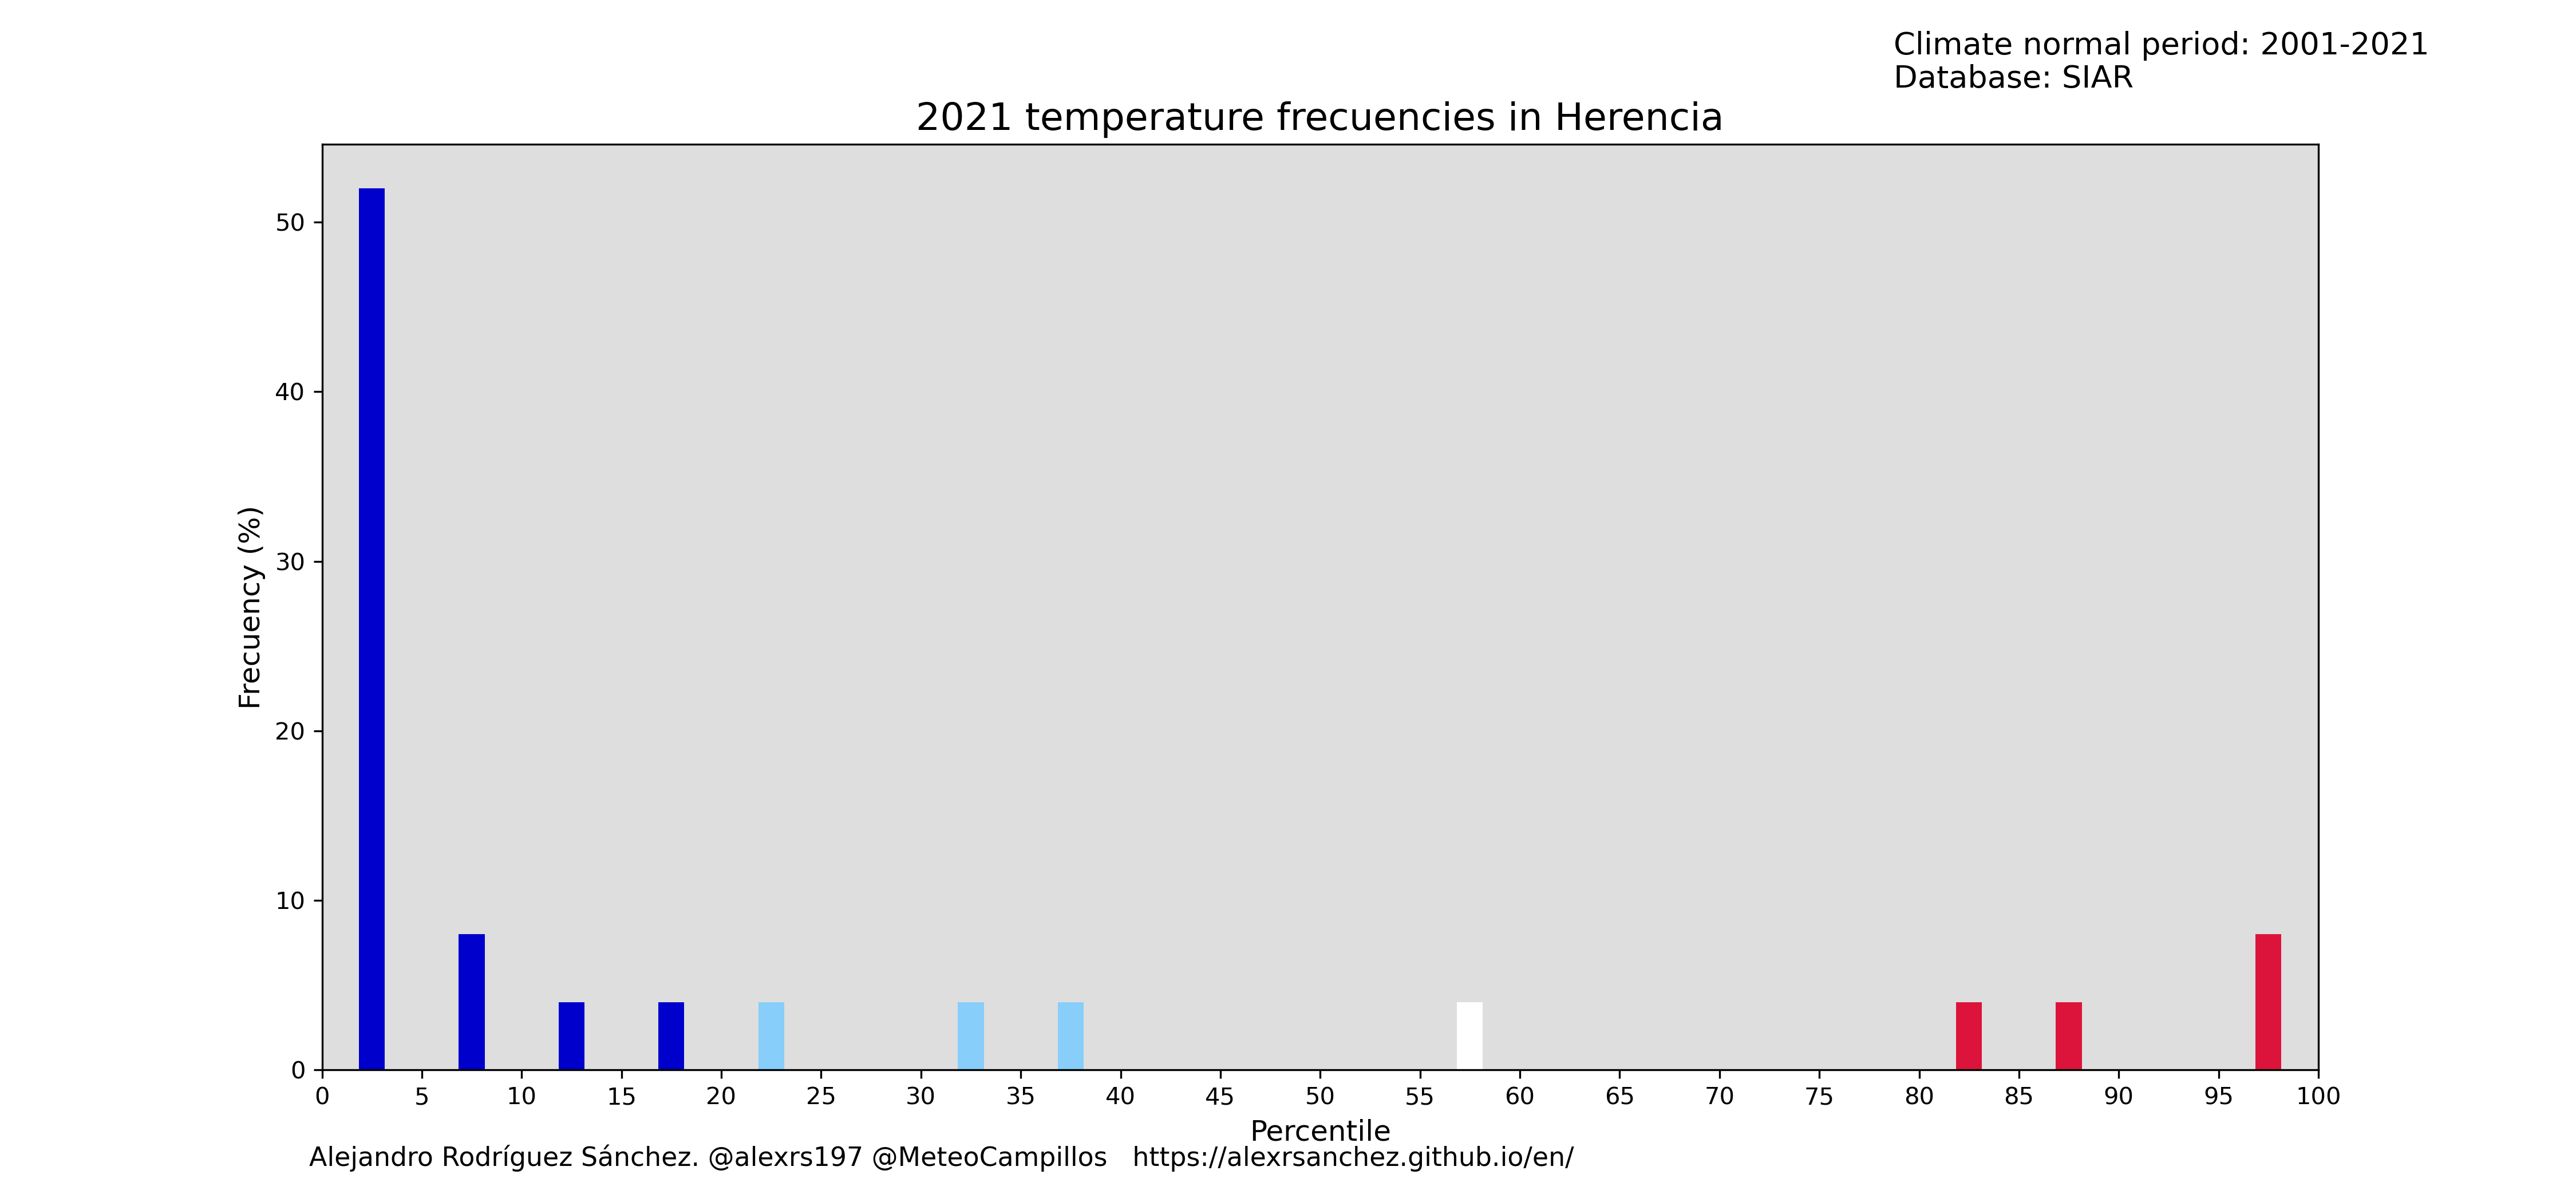 Climate normal period: 2001-2021
Database: SIAR
2021 temperature frecuencies in Herencia
Frecuency (%)
50
40
30
20
10
0
0 5 10 15 20 25 30 35 40 45 50 55 60 65 70 75 80 85 90 95 100
Percentile
Alejandro Rodríguez Sánchez. @alexrs197 @MeteoCampillos https://alexrsanchez.github.io/en/